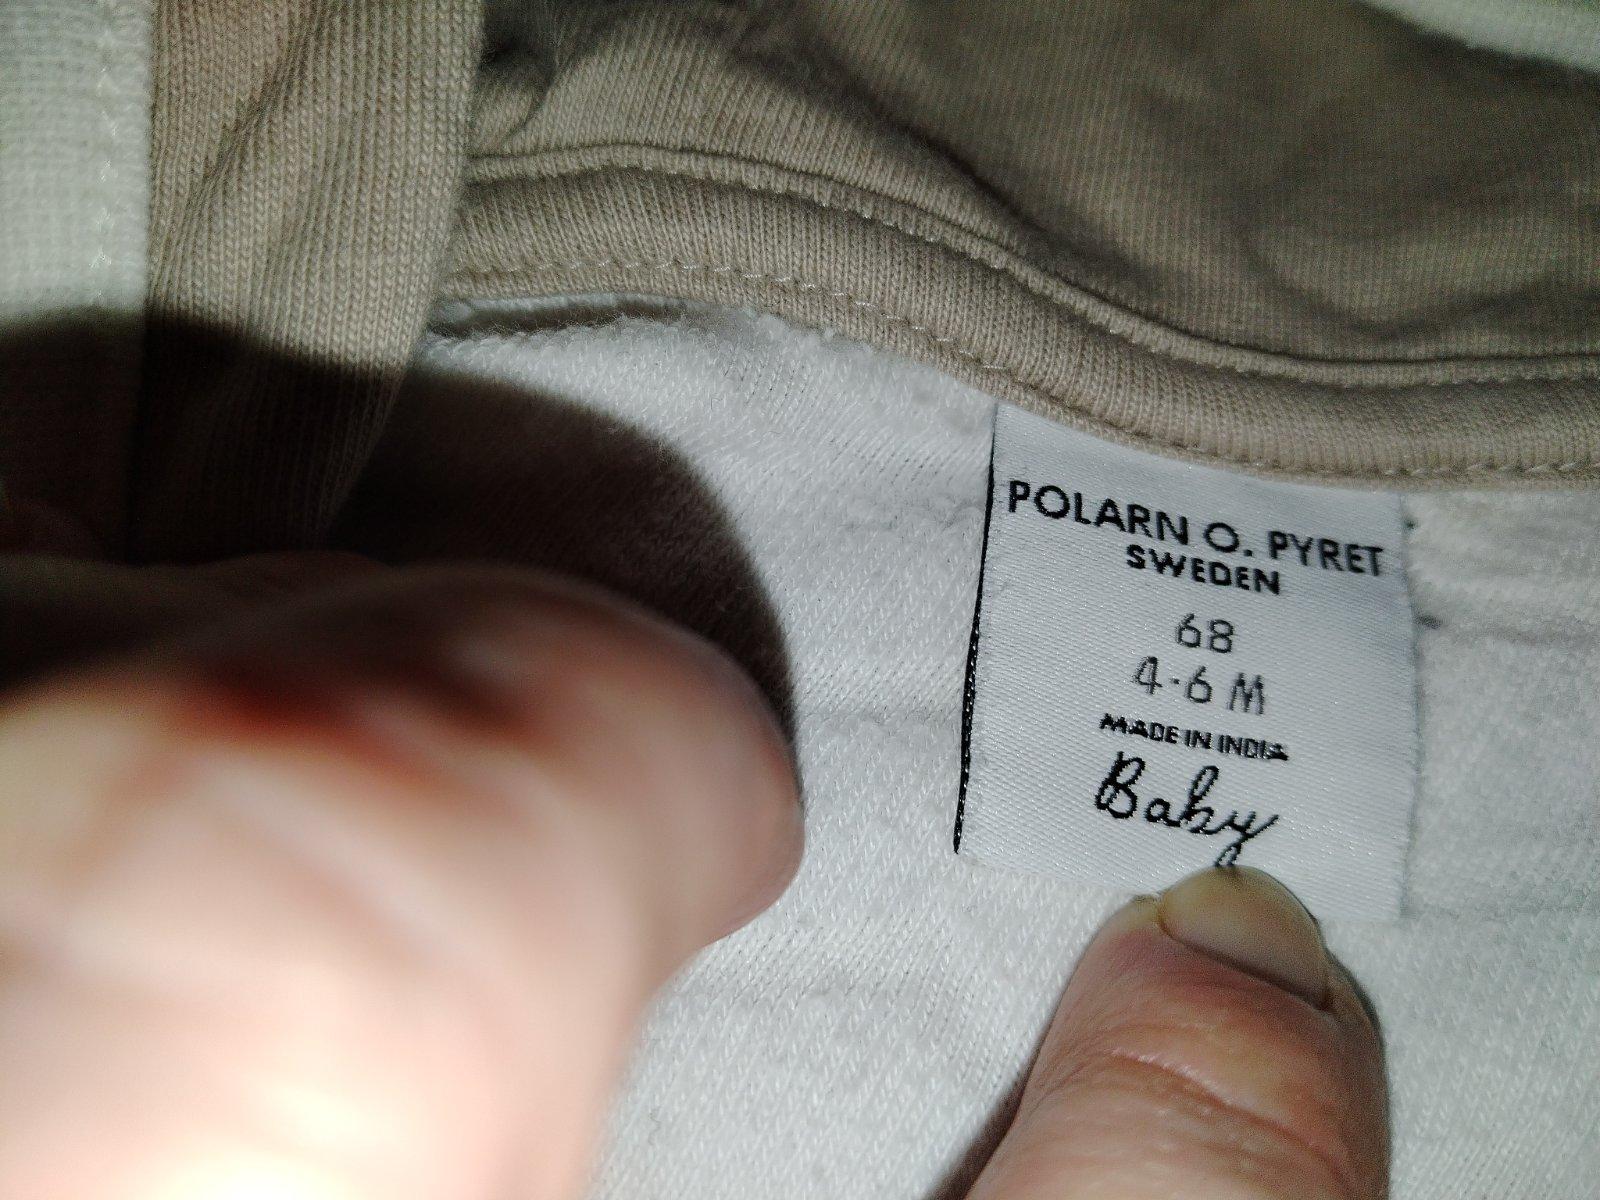 POLARN O. PYRET
SWEDEN
68
4-6 M
MADE IN INDIA
Baby